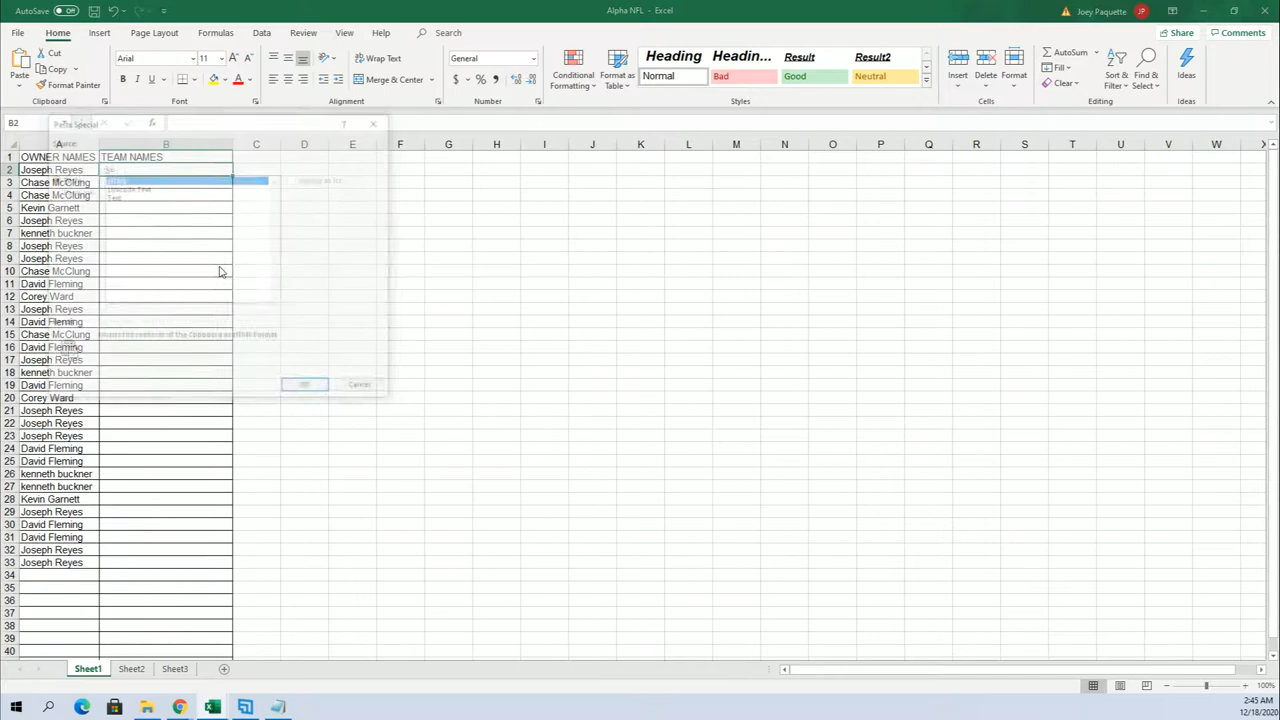 AutoSave Off
Alpha NFL - Excel
Joey Paquette JP
File Home Insert Page Layout Formulas Data Review View Help Search Share Comments
Paste
Cut
Copy
Format Painter
Clipboard
Arial 11
B I U
Font
Wrap Text
Merge & Center
Alignment
General
$ % ,
Number
Conditional Formatting
Format as Table
Heading Headin... Result Result2
Normal Bad Good Neutral
Styles
Insert Delete Format
Cells
AutoSum
Fill
Clear
Sort & Filter
Find & Select
Editing
Ideas
Ideas
B2 fx
Paste Special ?
Source:
A B C D E F G H I J K L M N O P Q R S T U V W
1 OWNER NAMES TEAM NAMES
2 Joseph Reyes
3 Chase McClung
Unicode Text
4 Chase McClung
Text
5 Kevin Garnett
6 Joseph Reyes
7 kenneth buckner
8 Joseph Reyes
9 Joseph Reyes
10 Chase McClung
11 David Fleming
12 Corey Ward
13 Joseph Reyes
14 David Fleming
15 Chase McClung
16 David Fleming
17 Joseph Reyes
18 kenneth buckner
19 David Fleming
Cancel
20 Corey Ward
21 Joseph Reyes
22 Joseph Reyes
23 Joseph Reyes
24 David Fleming
25 David Fleming
26 kenneth buckner
27 kenneth buckner
28 Kevin Garnett
29 Joseph Reyes
30 David Fleming
31 David Fleming
32 Joseph Reyes
33 Joseph Reyes
34
35
36
37
38
39
40
Sheet1 Sheet2 Sheet3
100%
2:45 AM
12/18/2020